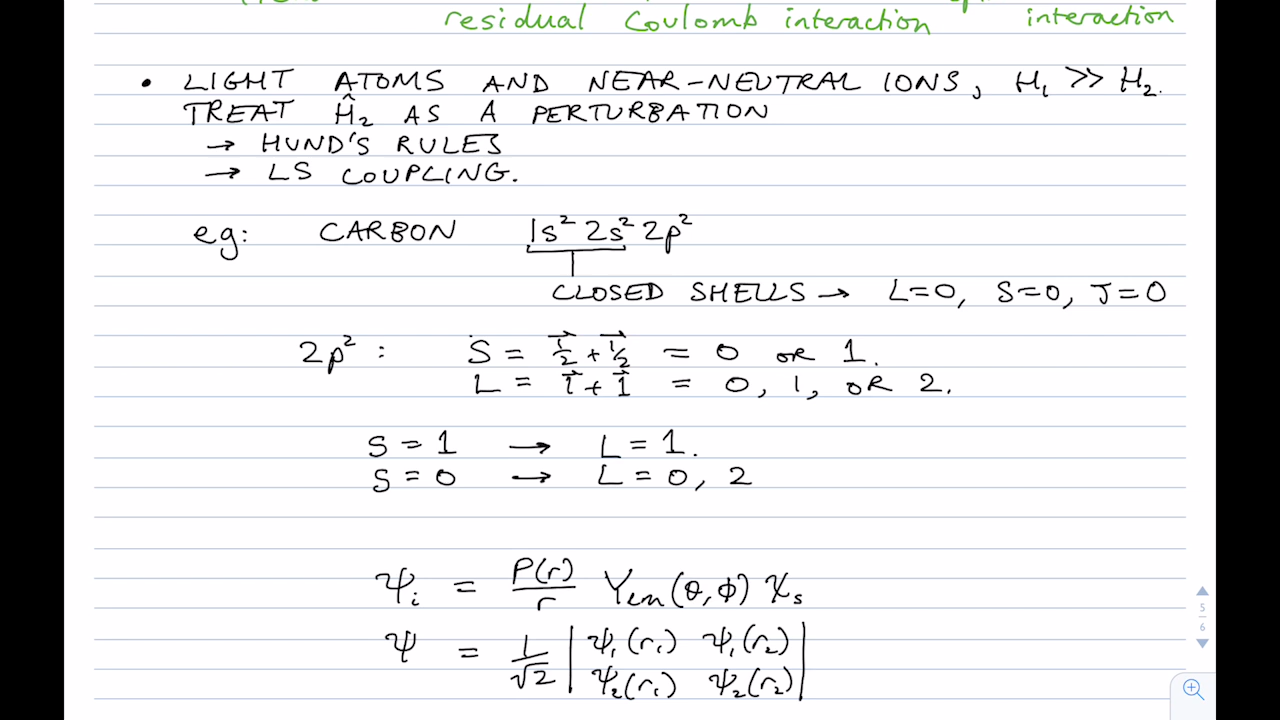 residual Coulomb interaction interaction
• LIGHT ATOMS AND NEAR-NEUTRAL IONS, H₁ >> H₂.
TREAT Ĥ₂ AS A PERTURBATION
→ HUND'S RULES
→ LS COUPLING.
eg: CARBON 1s² 2s² 2p²
CLOSED SHELLS → L=0, S=0, J=0
2p² : S = 1/2 + 1/2 = 0 OR 1.
L = 1 + 1 = 0, 1, OR 2.
S = 1 → L = 1.
S = 0 → L = 0, 2
ψᵢ = P(r)/r Yₗₘ(θ,ϕ) χₛ
ψ = 1/√2 | ψ₁(r₁) ψ₁(r₂) |
| ψ₂(r₁) ψ₂(r₂) |
5
6